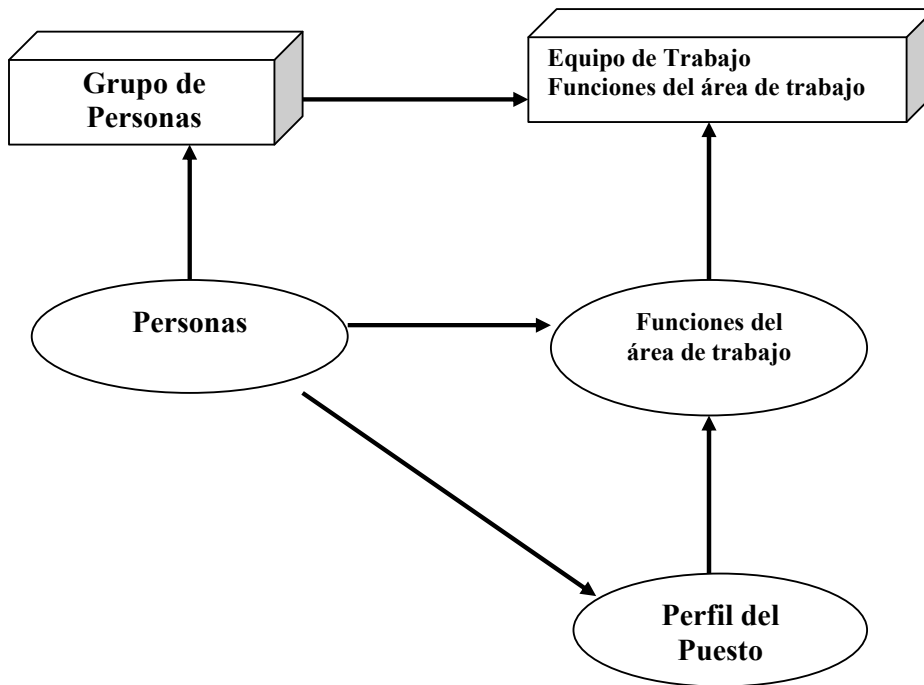 Grupo de
Personas
Equipo de Trabajo
Funciones del área de trabajo
Personas
Funciones del
área de trabajo
Perfil del
Puesto